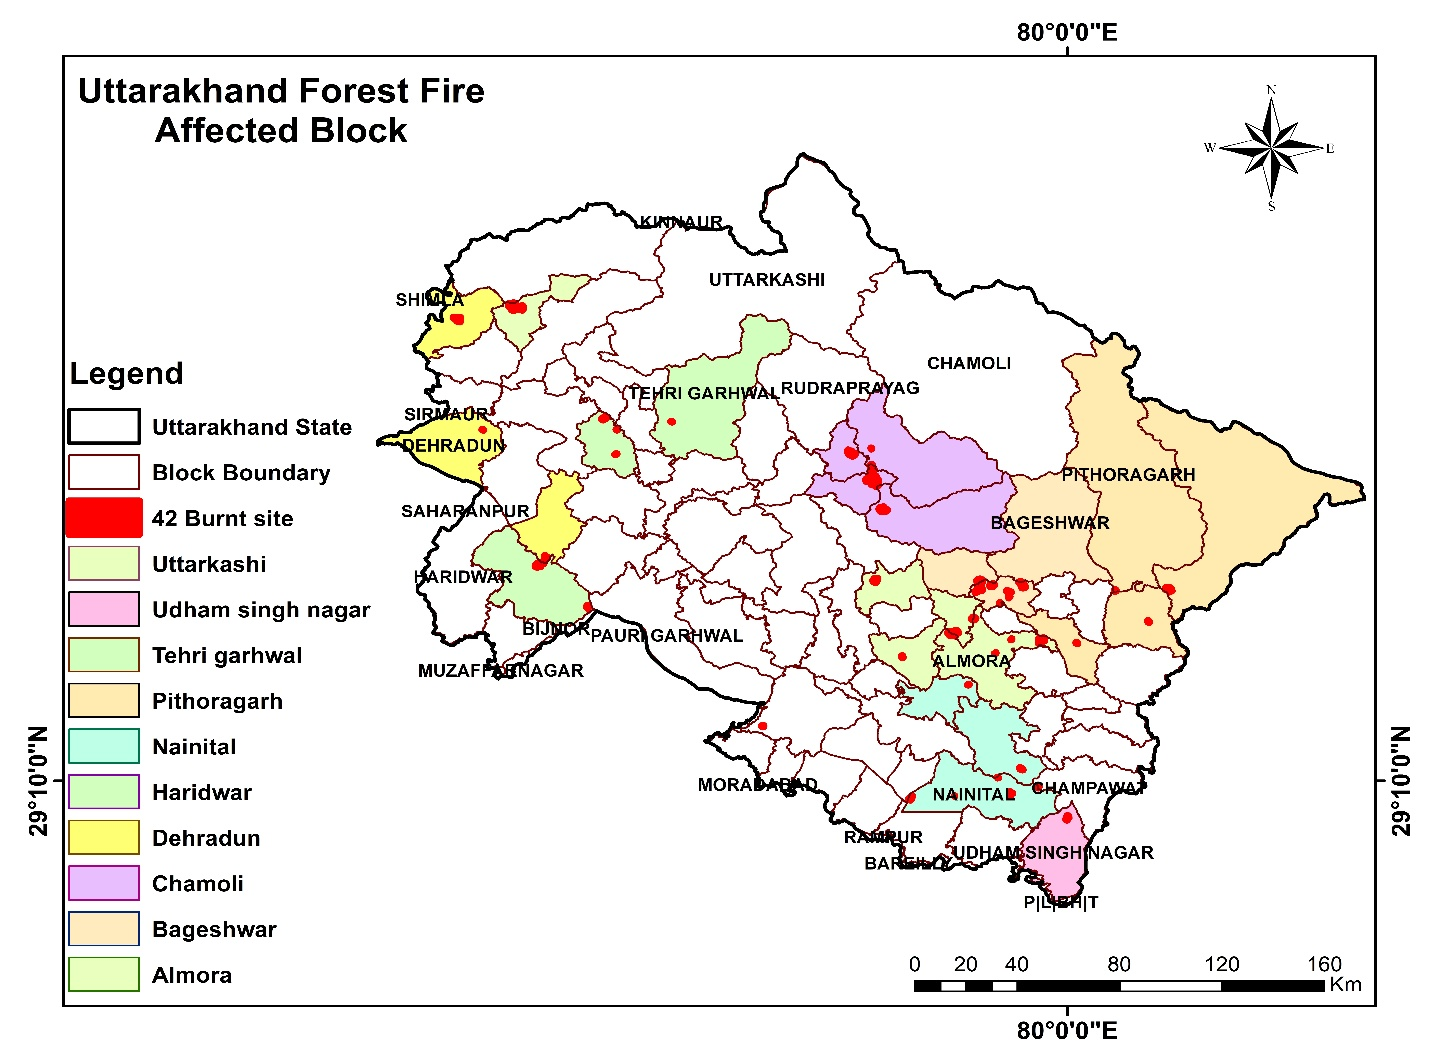 80°0'0"E
Uttarakhand Forest Fire
Affected Block
N
W
E
S
KINNAUR
UTTARKASHI
SHIMLA
CHAMOLI
Legend
TEHRI GARHWAL
RUDRAPRAYAG
SIRMAUR
DEHRADUN
Uttarakhand State
Block Boundary
PITHORAGARH
SAHARANPUR
BAGESHWAR
42 Burnt site
Uttarkashi
HARIDWAR
Udham singh nagar
BIJNOR
PAURI GARHWAL
Tehri garhwal
MUZAFFARNAGAR
ALMORA
Pithoragarh
Nainital
29°10'0"N
29°10'0"N
MORADABAD
NAINITAL
CHAMPAWAT
Haridwar
Dehradun
RAMPUR
UDHAM SINGH NAGAR
BAREILLY
Chamoli
P|L|BH|T
Bageshwar
Almora
0 20 40 80 120 160
Km
80°0'0"E